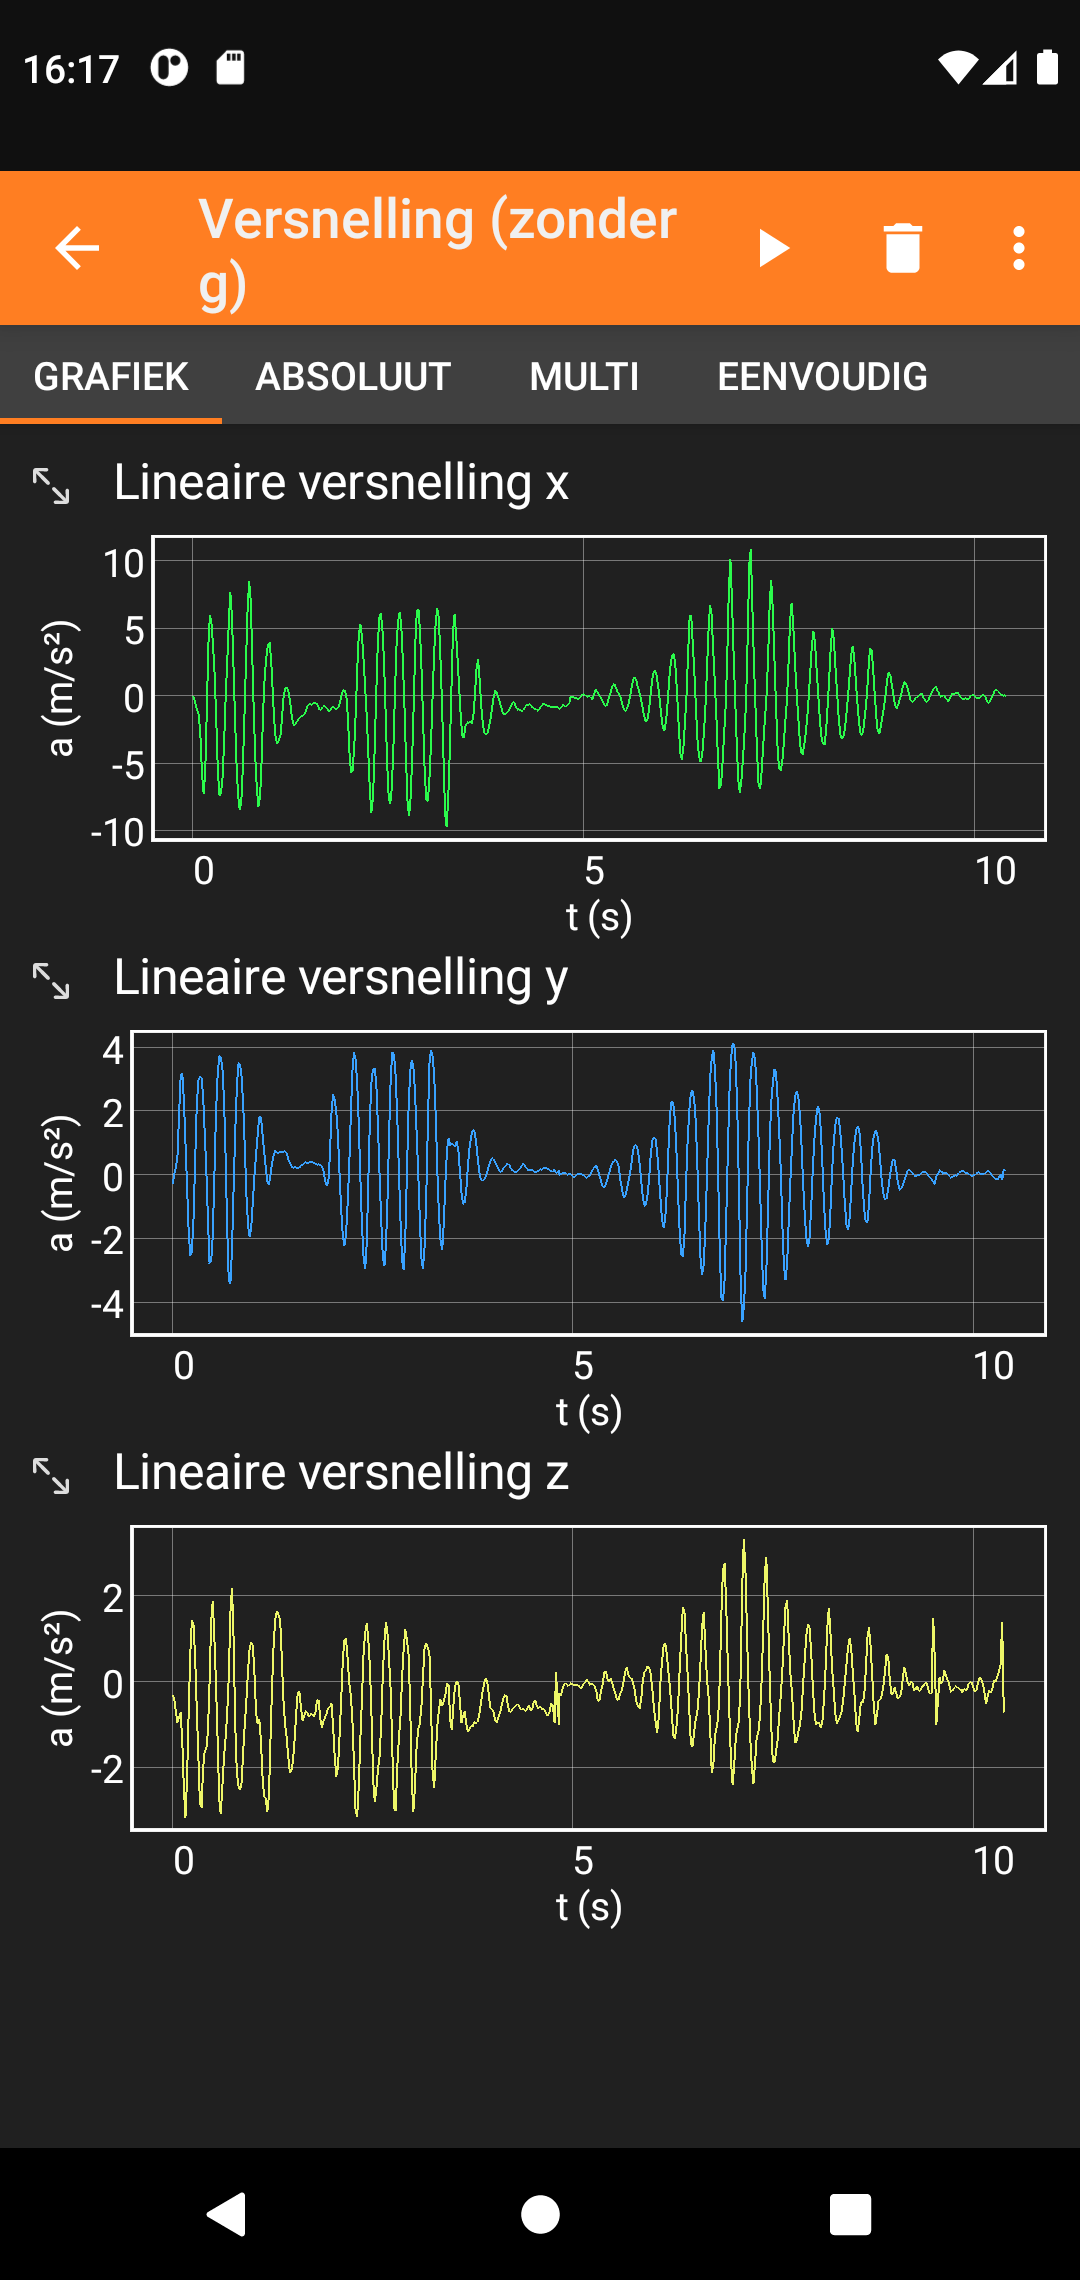 16:17
Versnelling (zonder
g)
GRAFIEK ABSOLUUT MULTI EENVOUDIG
Lineaire versnelling x
10
5
0
-5
-10
a (m/s²)
0 5 10
t (s)
Lineaire versnelling y
4
2
0
-2
-4
a (m/s²)
0 5 10
t (s)
Lineaire versnelling z
2
0
-2
a (m/s²)
0 5 10
t (s)